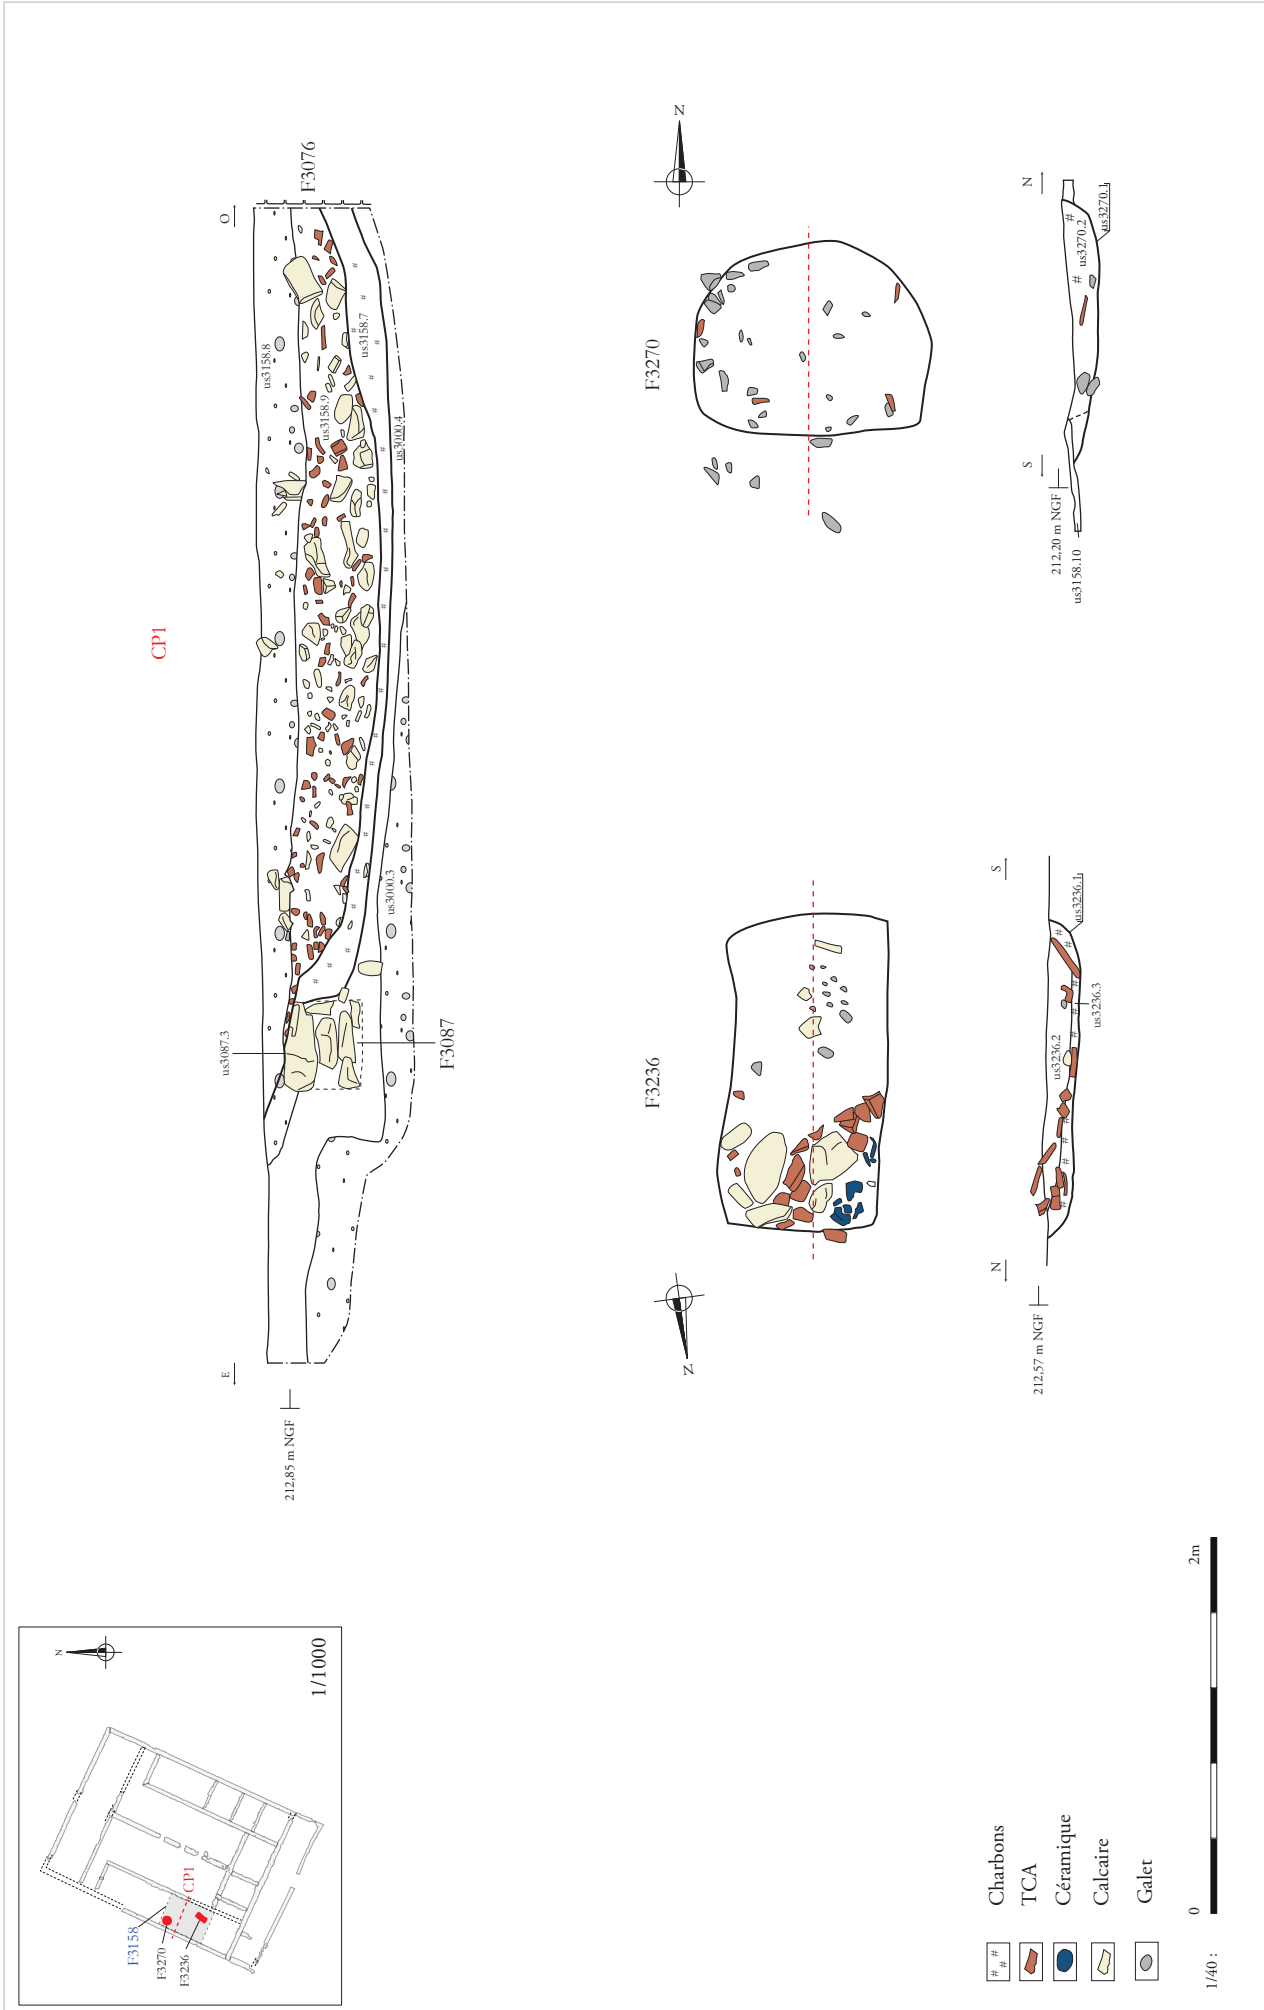 CP1
O
F3076
us3158.8
us3158.9
us3158.7
us3000.4
us3000.3
us3087.3
F3087
E
212,85 m NGF
N
F3270
N
S
us3270.2
us3270.1
212,20 m NGF
us3158.10
F3236
N
S
N
us3236.1
us3236.2
us3236.3
212,57 m NGF
N
1/1000
F3158
F3270
F3236
CP1
Charbons
TCA
Céramique
Calcaire
Galet
1/40 :
0
2m